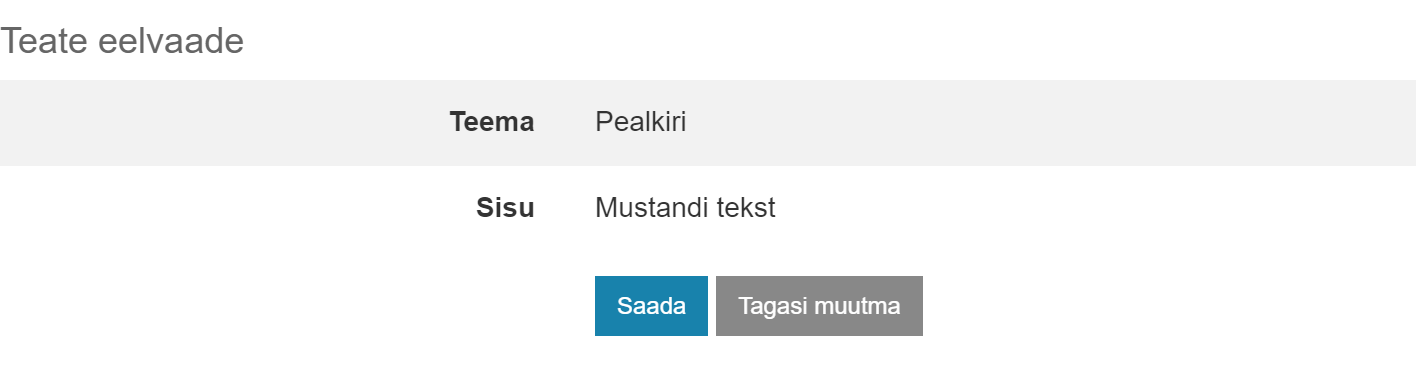 Teate eelvaade
Teema Pealkiri
Sisu Mustandi tekst
Saada Tagasi muutma